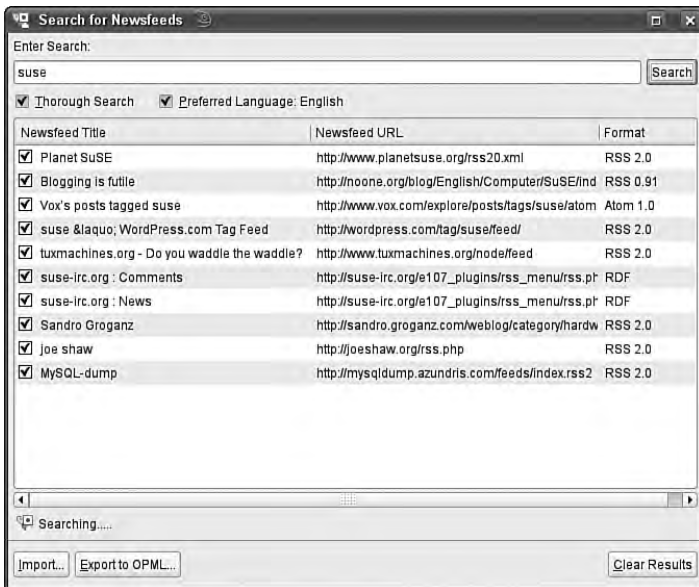 Search for Newsfeeds
Enter Search:
suse Search
Thorough Search Preferred Language: English
Newsfeed Title Newsfeed URL Format
Planet SuSE http://www.planetsuse.org/rss20.xml RSS 2.0
Blogging is futile http://noone.org/blog/English/Computer/SuSE/ind RSS 0.91
Vox's posts tagged suse http://www.vox.com/explore/posts/tags/suse/atom Atom 1.0
suse &laquo; WordPress.com Tag Feed http://wordpress.com/tag/suse/feed/ RSS 2.0
tuxmachines.org - Do you waddle the waddle? http://www.tuxmachines.org/node/feed RSS 2.0
suse-irc.org : Comments http://suse-irc.org/e107_plugins/rss_menu/rss.ph RDF
suse-irc.org : News http://suse-irc.org/e107_plugins/rss_menu/rss.ph RDF
Sandro Groganz http://sandro.groganz.com/weblog/category/hardw RSS 2.0
joe shaw http://joeshaw.org/rss.php RSS 2.0
MySQL-dump http://mysqldump.azundris.com/feeds/index.rss2 RSS 2.0
Searching.....
Import... Export to OPML... Clear Results